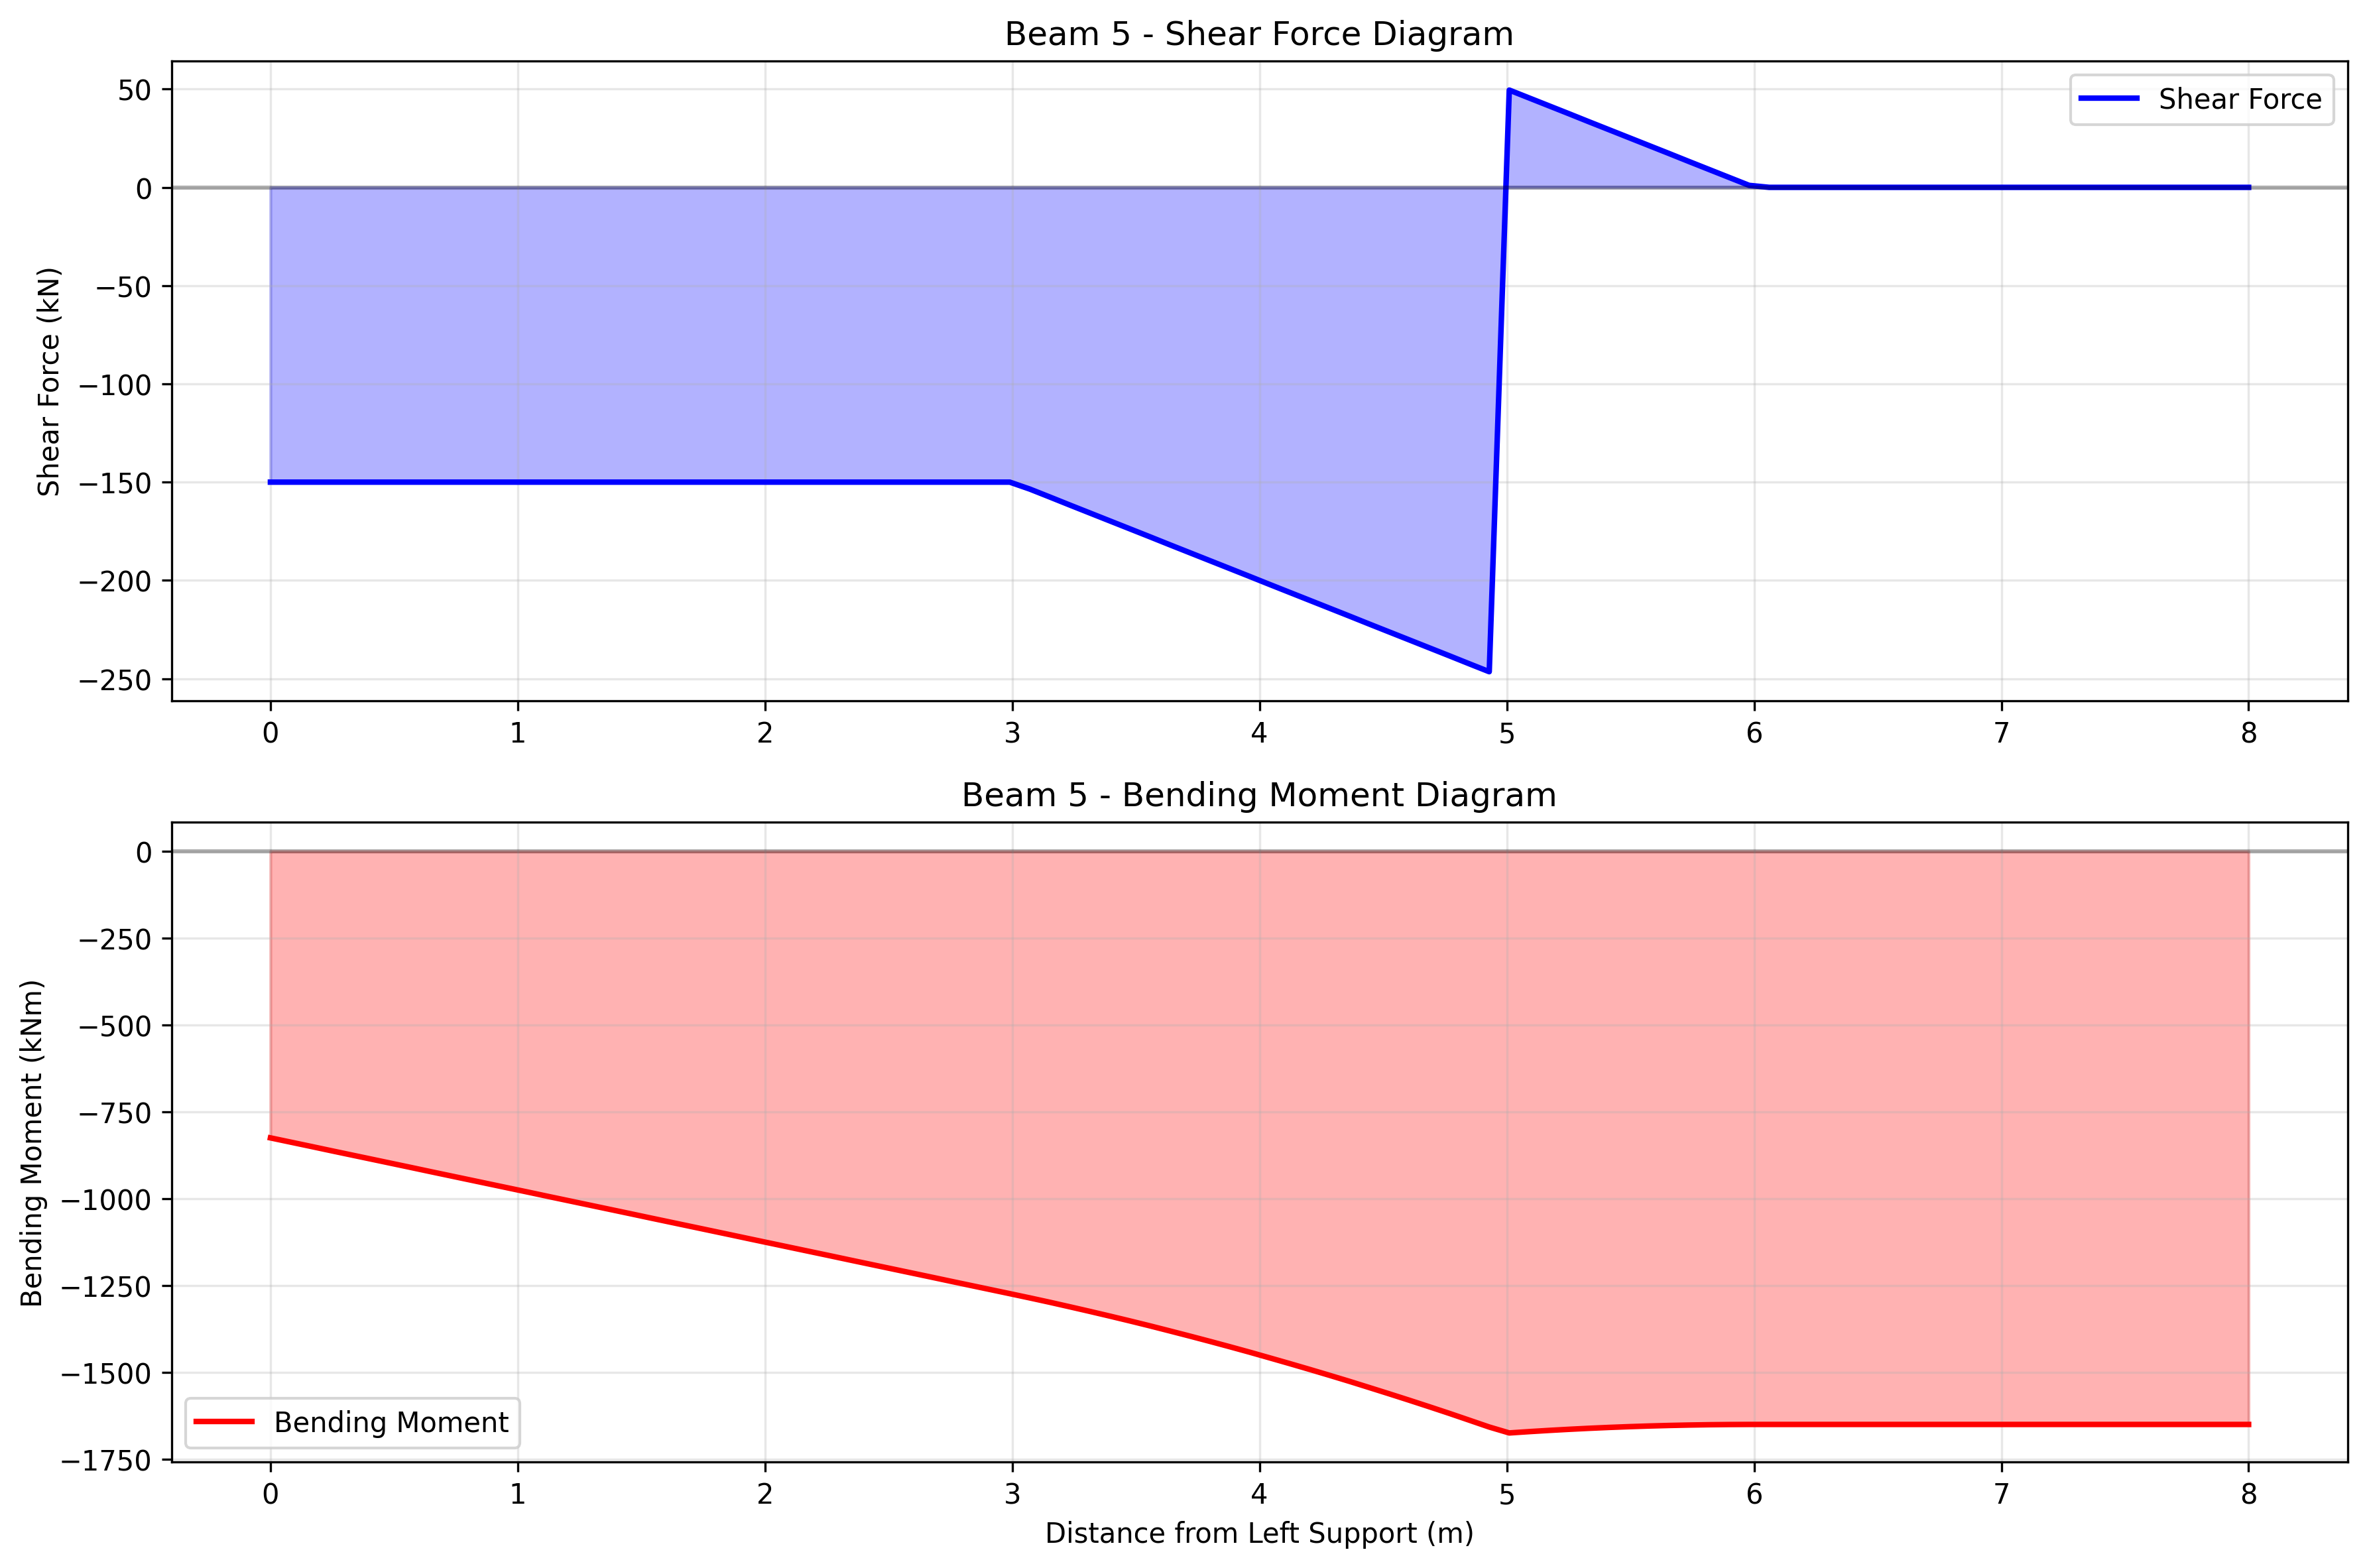 Beam 5 - Shear Force Diagram
Shear Force (kN)
50
0
−50
−100
−150
−200
−250
Shear Force
0 1 2 3 4 5 6 7 8
Beam 5 - Bending Moment Diagram
Bending Moment (kNm)
0
−250
−500
−750
−1000
−1250
−1500
−1750
Bending Moment
0 1 2 3 4 5 6 7 8
Distance from Left Support (m)